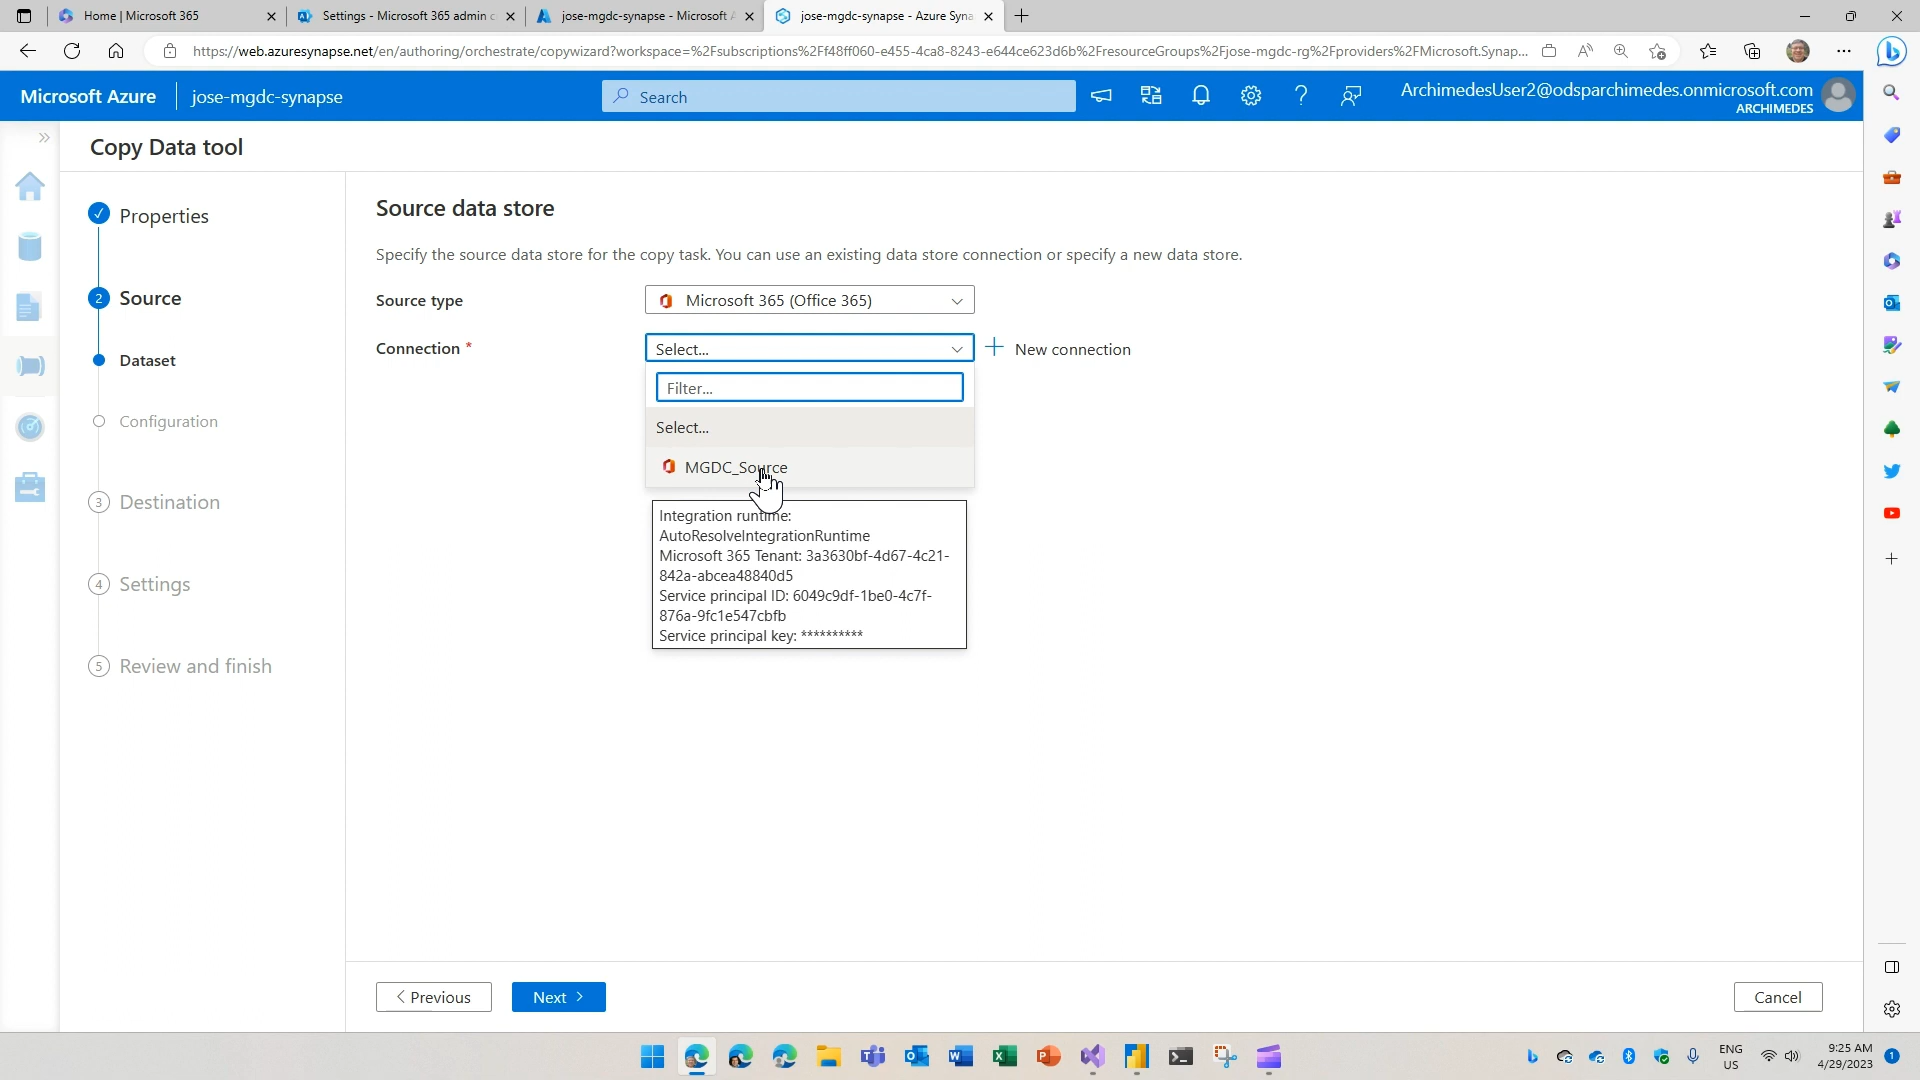 Home | Microsoft 365
Settings - Microsoft 365 admin c
jose-mgdc-synapse - Microsoft A
jose-mgdc-synapse - Azure Syna
https://web.azuresynapse.net/en/authoring/orchestrate/copywizard?workspace=%2Fsubscriptions%2Ff48ff060-e455-4ca8-8243-e644ce623d6b%2FresourceGroups%2Fjose-mgdc-rg%2Fproviders%2FMicrosoft.Synap...
Microsoft Azure
jose-mgdc-synapse
Search
ArchimedesUser2@odsparchimedes.onmicrosoft.com
ARCHIMEDES
Copy Data tool
Properties
2 Source
Dataset
Configuration
3 Destination
4 Settings
5 Review and finish
Source data store
Specify the source data store for the copy task. You can use an existing data store connection or specify a new data store.
Source type
Microsoft 365 (Office 365)
Connection *
Select...
New connection
Filter...
Select...
MGDC_Source
Integration runtime:
AutoResolveIntegrationRuntime
Microsoft 365 Tenant: 3a3630bf-4d67-4c21-
842a-abcea48840d5
Service principal ID: 6049c9df-1be0-4c7f-
876a-9fc1e547cbfb
Service principal key: **********
Previous
Next
Cancel
ENG
US
9:25 AM
4/29/2023
1